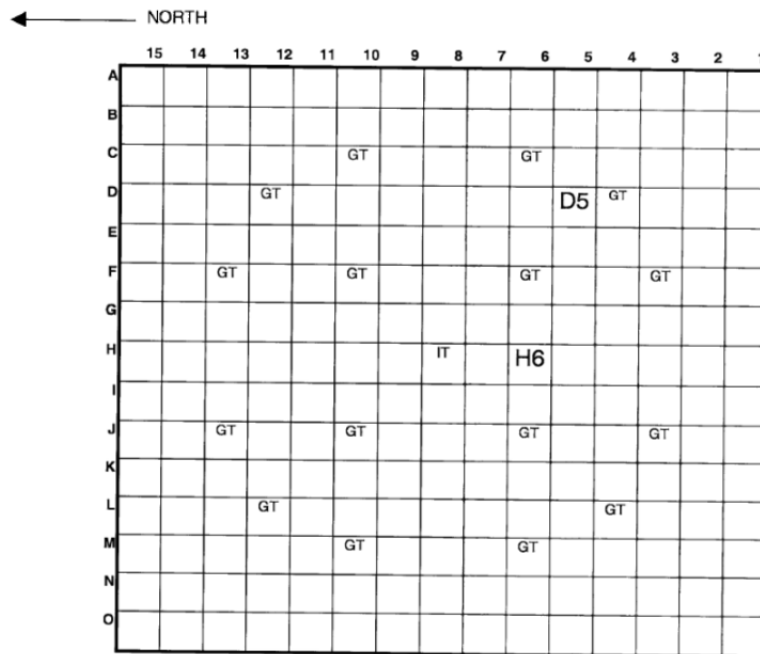 NORTH
15 14 13 12 11 10 9 8 7 6 5 4 3 2 1
A
B
C GT GT
D GT D5 GT
E
F GT GT GT GT
G
H IT H6
I
J GT GT GT GT
K
L GT GT
M GT GT
N
O